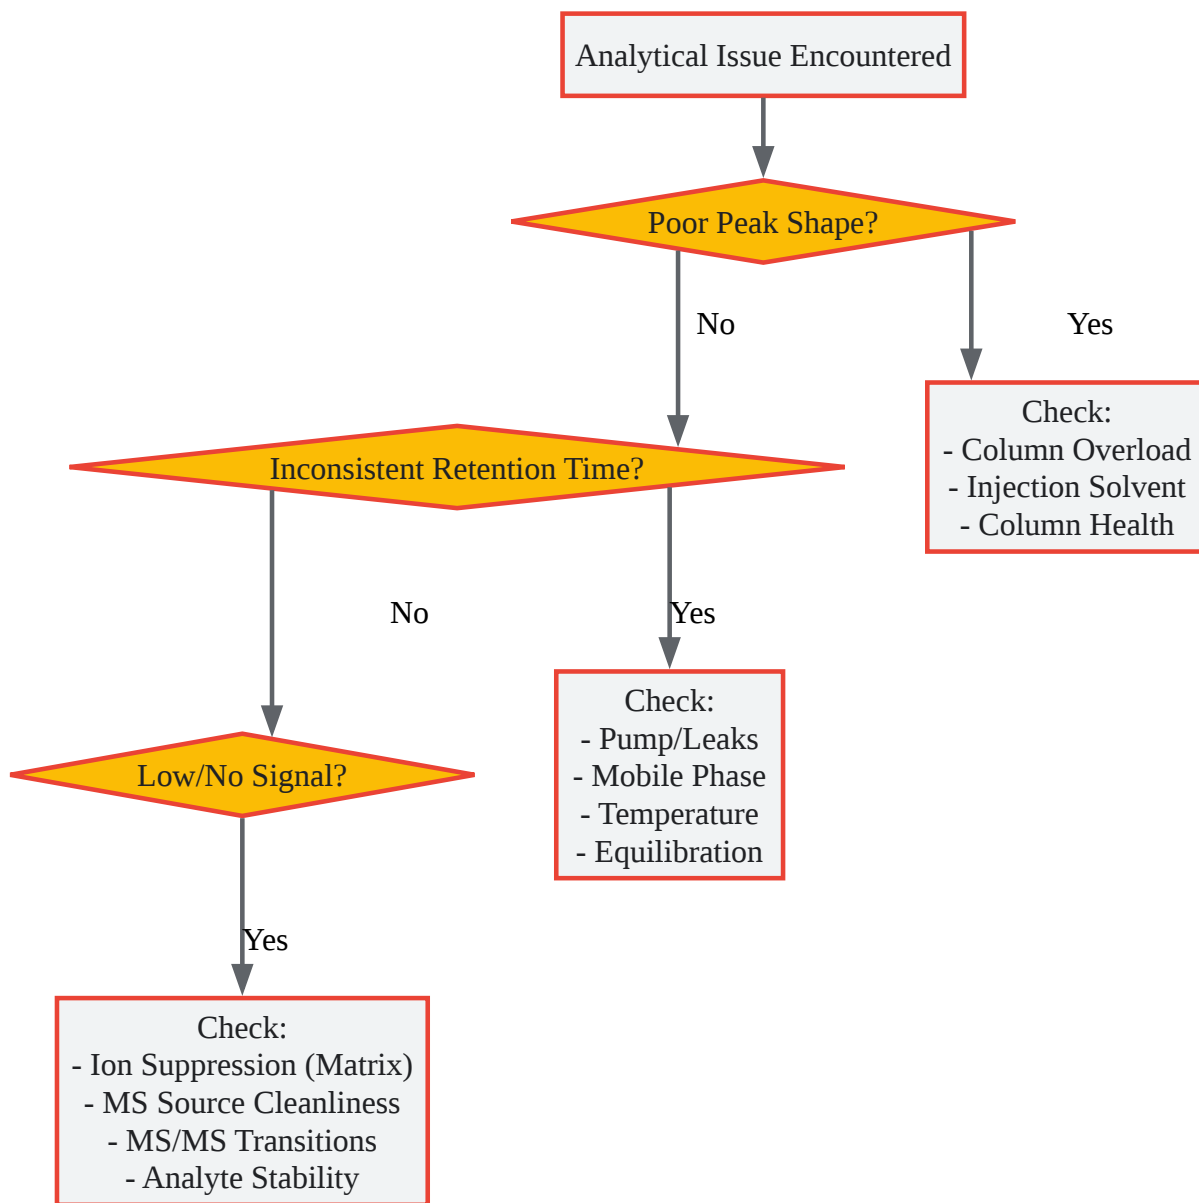 Analytical Issue Encountered
Poor Peak Shape?
No
Yes
Check:
- Column Overload
- Injection Solvent
- Column Health
Inconsistent Retention Time?
No
Yes
Check:
- Pump/Leaks
- Mobile Phase
- Temperature
- Equilibration
Low/No Signal?
Yes
Check:
- Ion Suppression (Matrix)
- MS Source Cleanliness
- MS/MS Transitions
- Analyte Stability